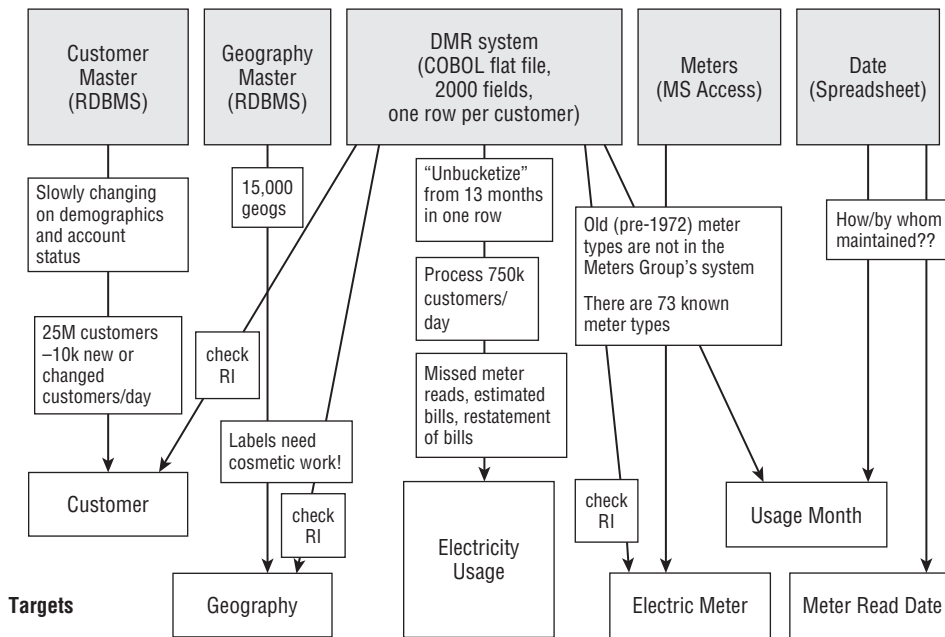 Customer
Master
(RDBMS)
Geography
Master
(RDBMS)
DMR system
(COBOL flat file,
2000 fields,
one row per customer)
Meters
(MS Access)
Date
(Spreadsheet)
Slowly changing
on demographics
and account
status
15,000
geogs
“Unbucketize”
from 13 months
in one row
Old (pre-1972) meter
types are not in the
Meters Group’s system
There are 73 known
meter types
How/by whom
maintained??
Process 750k
customers/
day
25M customers
–10k new or
changed
customers/day
check
RI
Missed meter
reads, estimated
bills, restatement
of bills
Labels need
cosmetic work!
check
RI
check
RI
Customer
Electricity
Usage
Usage Month
Targets
Geography
Electric Meter
Meter Read Date